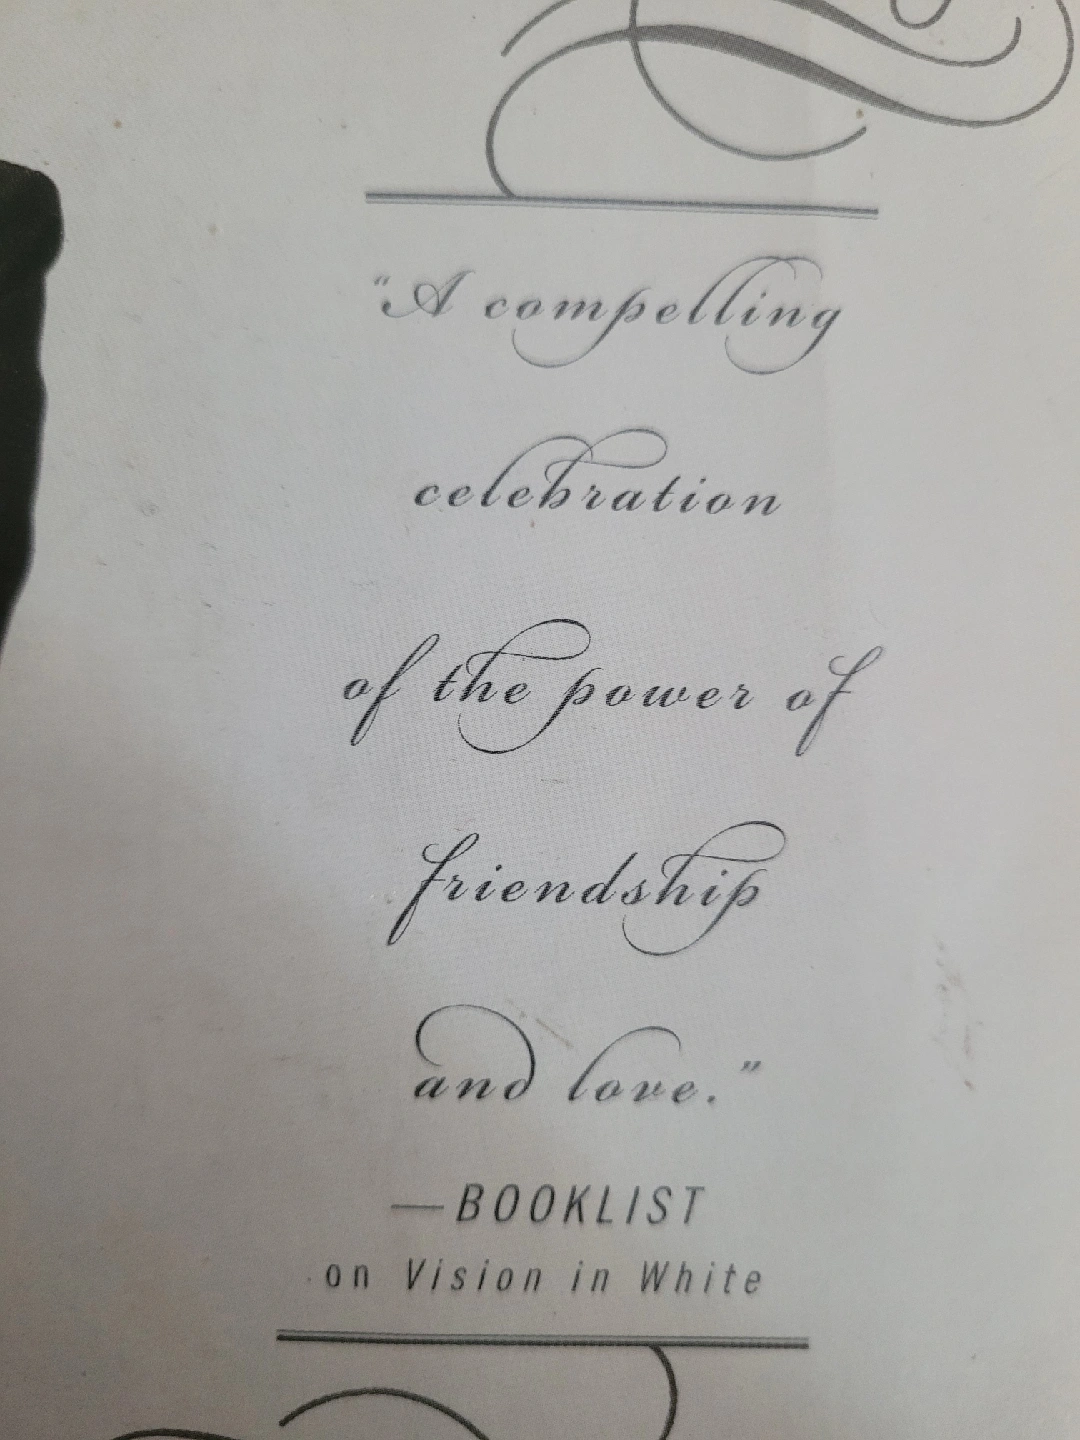 “A compelling
celebration
of the power of
friendship
and love.”
—BOOKLIST
on Vision in White